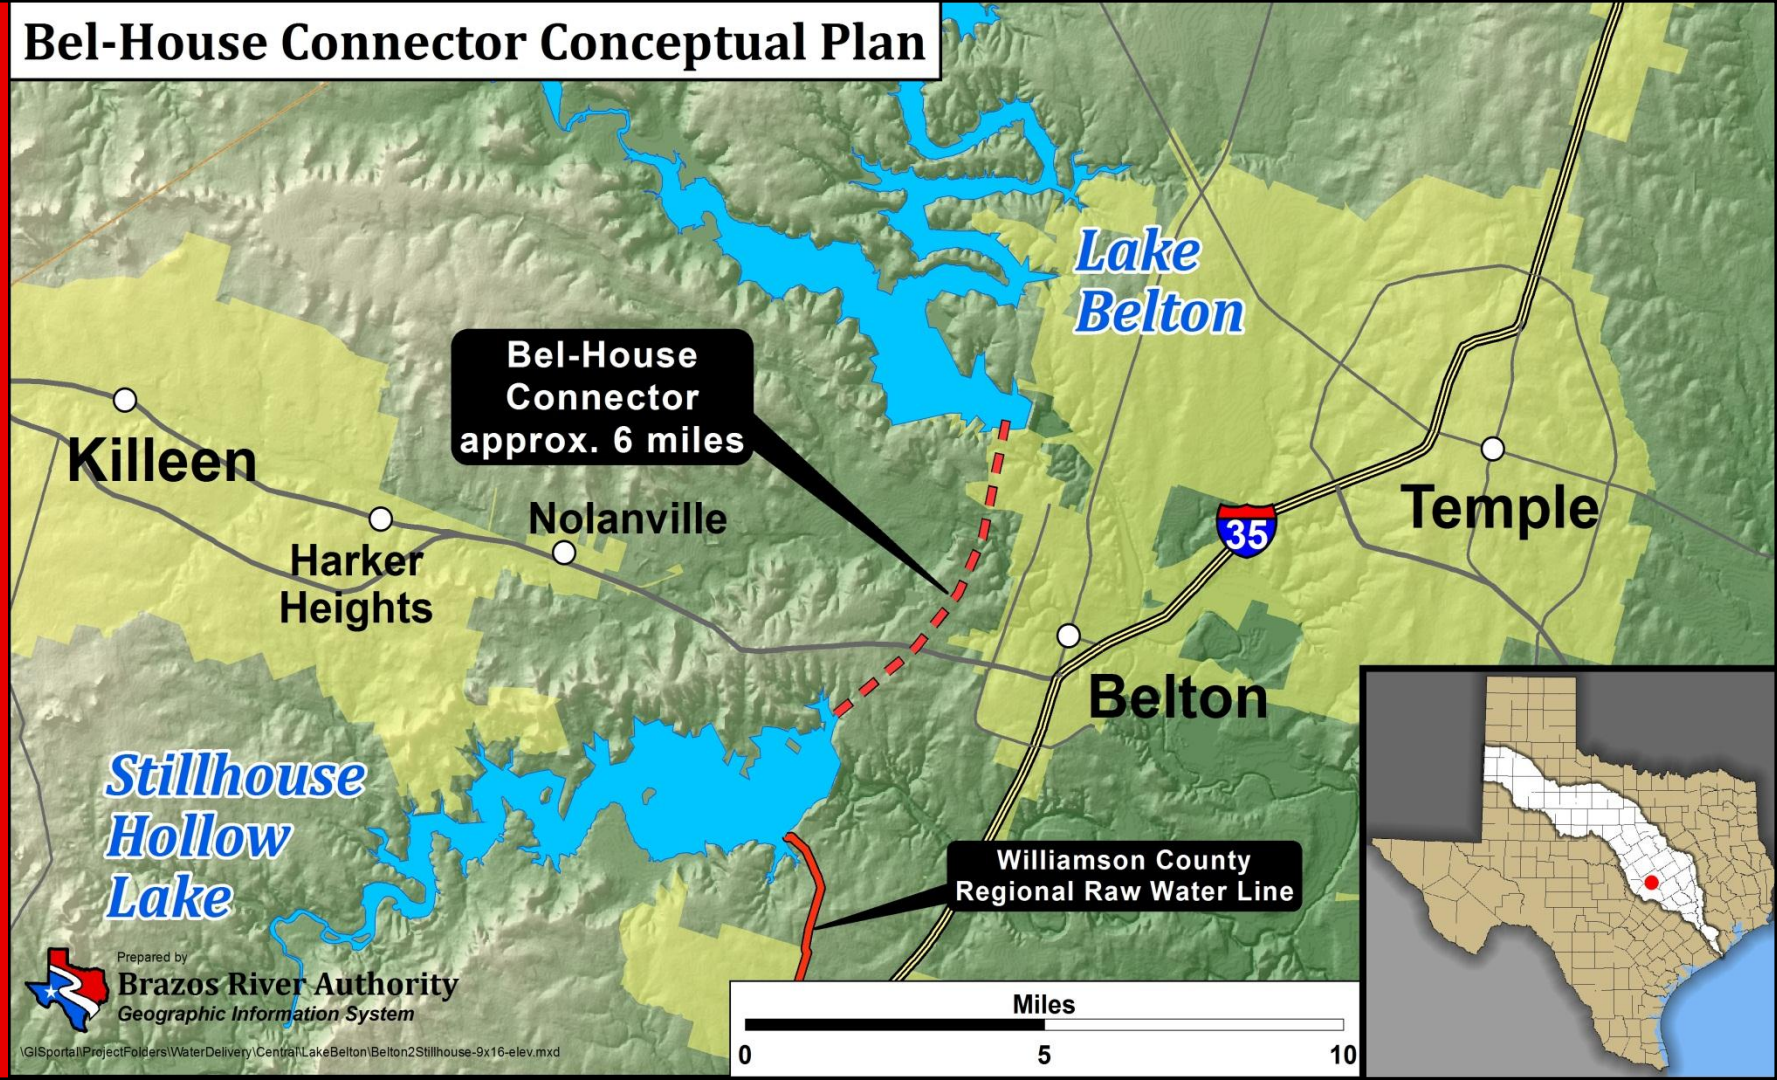 Bel-House Connector Conceptual Plan
Lake
Belton
Bel-House
Connector
approx. 6 miles
Killeen
Nolanville
Harker
Heights
Temple
35
Belton
Stillhouse
Hollow
Lake
Williamson County
Regional Raw Water Line
Prepared by
Brazos River Authority
Geographic Information System
\GISportal\ProjectFolders\WaterDelivery\Central\LakeBelton\Belton2Stillhouse-9x16-elev.mxd
Miles
0 5 10